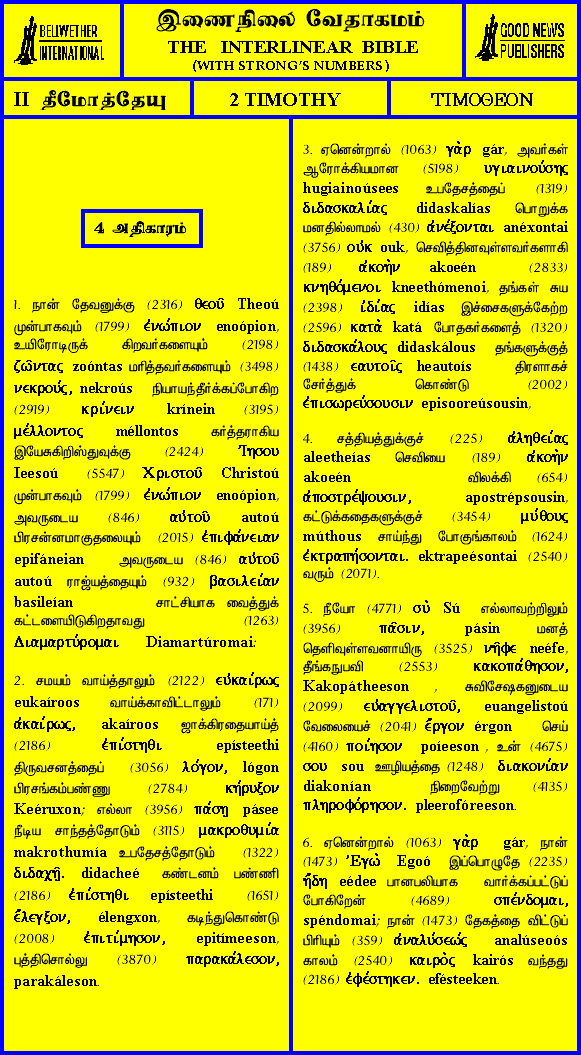 BELLWETHER
INTERNATIONAL
இணைநிலை வேதாகமம்
THE INTERLINEAR BIBLE
(WITH STRONG'S NUMBERS)
GOOD NEWS
PUBLISHERS
II தீமோத்தேயு
2 TIMOTHY
ΤΙΜΟΘΕΟΝ
4 அதிகாரம்
1. நான் தேவனுக்கு (2316) θεοῦ Theoú
முன்பாகவும் (1799) ἐνώπιον enoópion,
உயிரோடிருக் கிறவர்களையும் (2198)
ζῶντας zoóntas மரித்தவர்களையும் (3498)
νεκρούς, nekroús நியாயந்தீர்க்கப்போகிற
(2919) κρίνειν krínein (3195)
μέλλοντος méllontos கர்த்தராகிய
இயேசுகிறிஸ்துவுக்கு (2424) Ἰησου
Ieesoú (5547) Χριστοῦ Christoú
முன்பாகவும் (1799) ἐνώπιον enoópion,
அவருடைய (846) αὐτοῦ autoú
பிரசன்னமாகுதலையும் (2015) ἐπιφάνειαν
epifáneian அவருடைய (846) αὐτοῦ
autoú ராஜ்யத்தையும் (932) βασιλείαν
basileían சாட்சியாக வைத்துக்
கட்டளையிடுகிறதாவது (1263)
Διαμαρτύρομαι Diamartúromai:
2. சமயம் வாய்த்தாலும் (2122) εὐκαίρως
eukaíroos வாய்க்காவிட்டாலும் (171)
ἀκαίρως, akaíroos ஜாக்கிரதையாய்த்
(2186) ἐπίστηθι epísteethi
திருவசனத்தைப் (3056) λόγον, lógon
பிரசங்கம்பண்ணு (2784) κήρυξον
Keéruxon; எல்லா (3956) πάσῃ pásee
நீடிய சாந்தத்தோடும் (3115) μακροθυμία
makrothumía உபதேசத்தோடும் (1322)
διδαχῇ. didacheé கண்டனம் பண்ணி
(2186) ἐπίστηθι epísteethi (1651)
ἔλεγξον, élengxon, கடிந்துகொண்டு
(2008) ἐπιτίμησον, epitímeeson,
புத்திசொல்லு (3870) παρακάλεσον,
parakáleson.
3. ஏனென்றால் (1063) γὰρ gár, அவர்கள்
ஆரோக்கியமான (5198) υγιαινούσης
hugiainoúsees உபதேசத்தைப் (1319)
διδασκαλίας didaskalías பொறுக்க
மனதில்லாமல் (430) ἀνέξονται anéxontai
(3756) οὐκ ouk, செவித்தினவுள்ளவர்களாகி
(189) ἀκοὴν akoeén (2833)
κνηθόμενοι kneethómenoi, தங்கள் சுய
(2398) ἰδίας idías இச்சைகளுக்கேற்ற
(2596) κατὰ katá போதகர்களைத் (1320)
διδασκάλους didaskálous தங்களுக்குத்
(1438) εαυτοῖς heautoís திரளாகச்
சேர்த்துக் கொண்டு (2002)
ἐπισωρεύσουσιν episooreúsousin,
4. சத்தியத்துக்குச் (225) ἀληθείας
aleetheías செவியை (189) ἀκοὴν
akoeén விலக்கி (654)
ἀποστρέψουσιν, apostrépsousin,
கட்டுக்கதைகளுக்குச் (3454) μύθους
múthous சாய்ந்து போகுங்காலம் (1624)
ἐκτραπήσονται. ektrapeésontai (2540)
வரும் (2071).
5. நீயோ (4771) σὺ Sú எல்லாவற்றிலும்
(3956) πᾶσιν, pásin மனத்
தெளிவுள்ளவனாயிரு (3525) νῆφε neéfe,
தீங்கநுபவி (2553) κακοπάθησον,
Kakopátheeson , சுவிசேஷகனுடைய
(2099) εὐαγγελιστοῦ, euangelistoú
வேலையைச் (2041) ἔργον érgon செய்
(4160) ποίησον poíeeson , உன் (4675)
σου sou ஊழியத்தை (1248) διακονίαν
diakonían நிறைவேற்று (4135)
πληροφόρησον. pleerofóreeson.
6. ஏனென்றால் (1063) γὰρ gár, நான்
(1473) Ἐγὼ Egoó இப்பொழுதே (2235)
ἤδη eédee பானபலியாக வார்க்கப்பட்டுப்
போகிறேன் (4689) σπένδομαι,
spéndomai; நான் (1473) தேகத்தை விட்டுப்
பிரியும் (359) ἀναλύσεώς analúseoós
காலம் (2540) καιρὸς kairós வந்தது
(2186) ἐφέστηκεν. efésteeken.